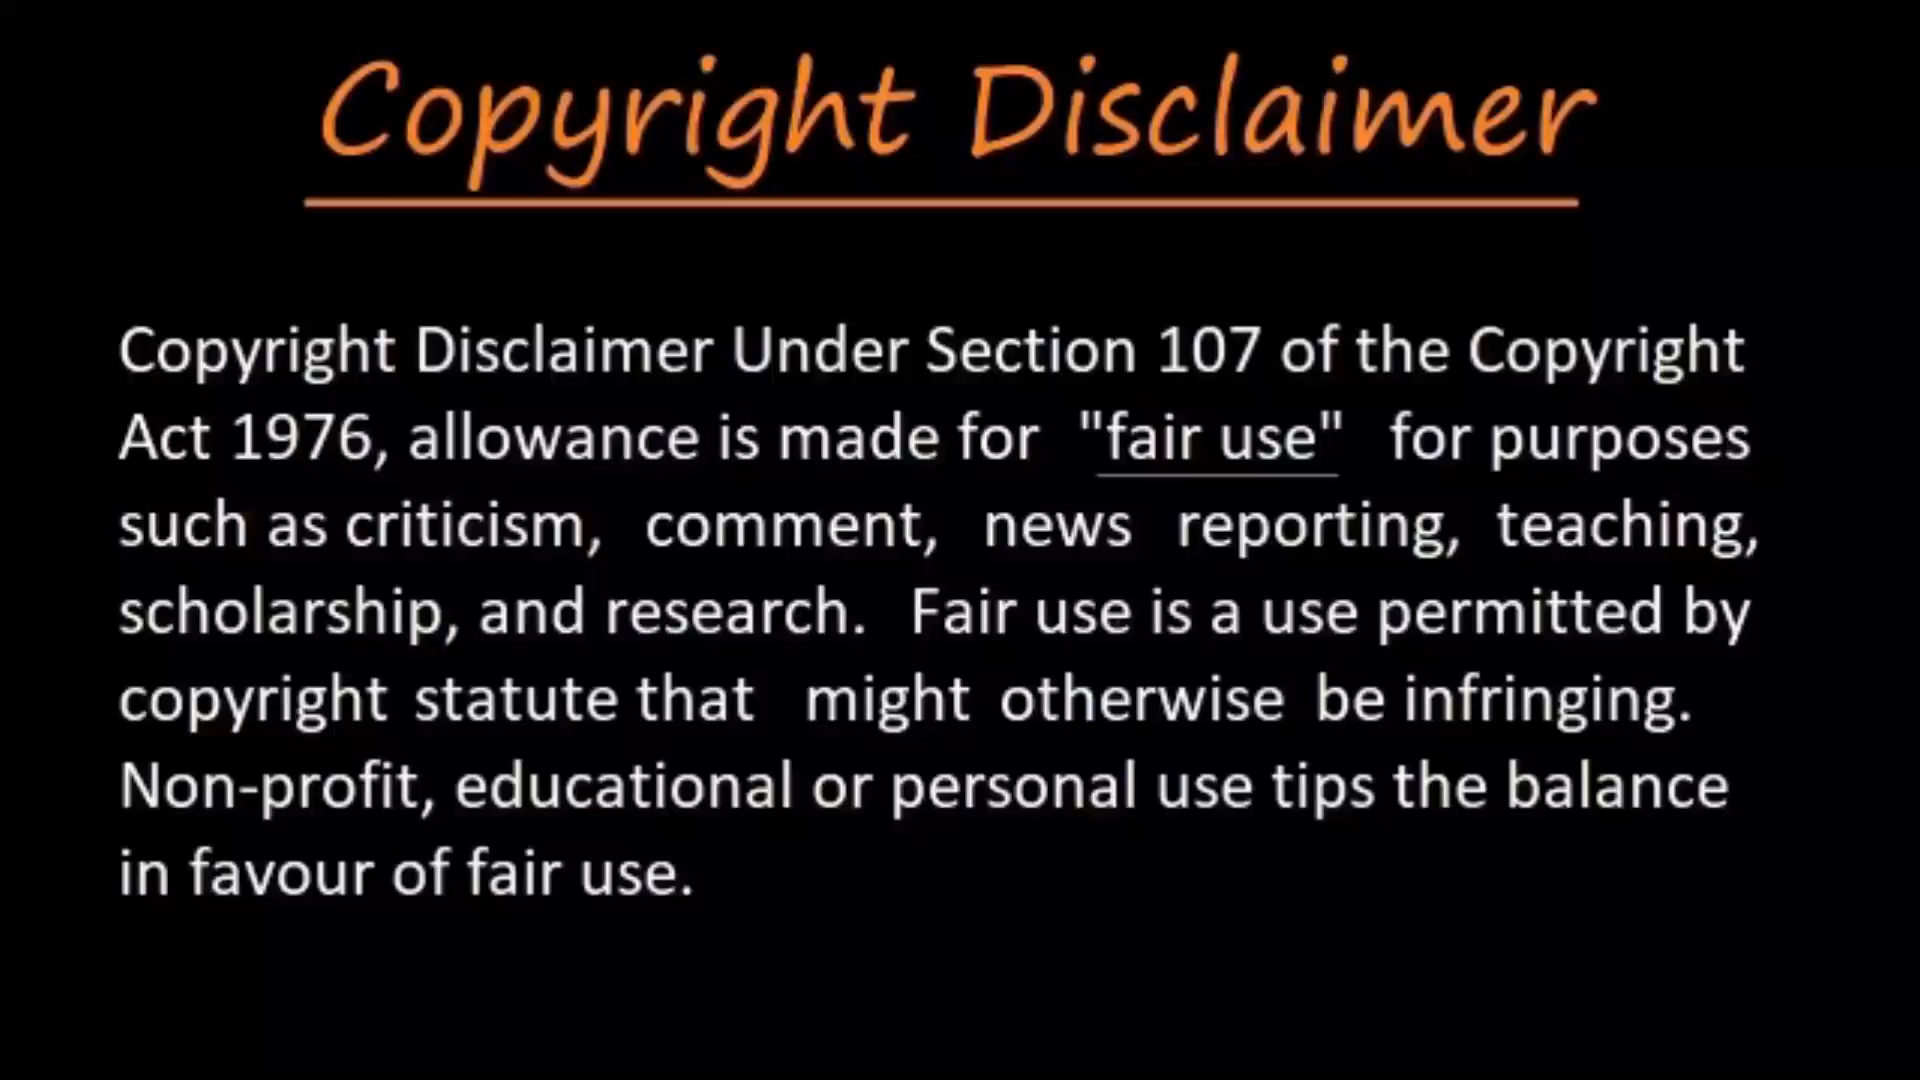 Copyright Disclaimer
Copyright Disclaimer Under Section 107 of the Copyright
Act 1976, allowance is made for "fair use" for purposes
such as criticism, comment, news reporting, teaching,
scholarship, and research. Fair use is a use permitted by
copyright statute that might otherwise be infringing.
Non-profit, educational or personal use tips the balance
in favour of fair use.